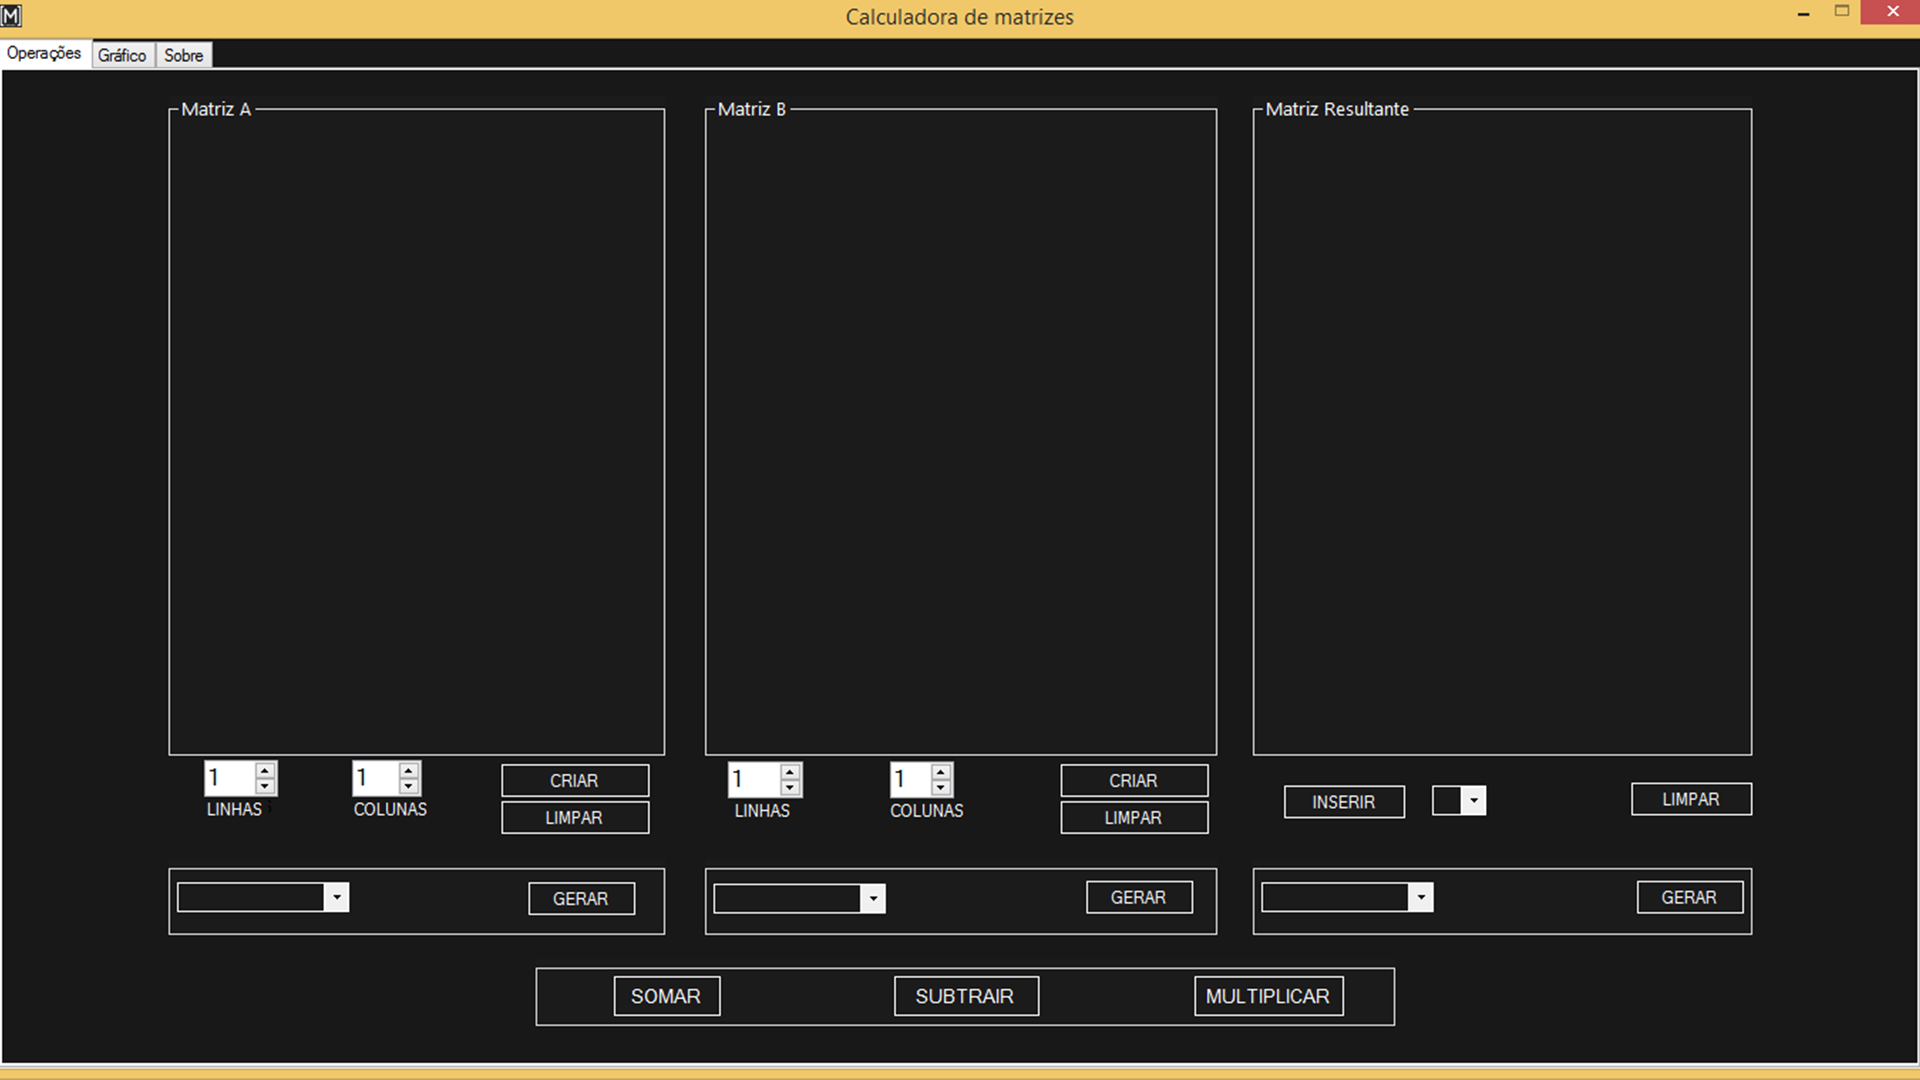 M Calculadora de matrizes
Operações Gráfico Sobre
Matriz A Matriz B Matriz Resultante
1 1 CRIAR 1 1 CRIAR
LINHAS COLUNAS LIMPAR LINHAS COLUNAS LIMPAR INSERIR LIMPAR
GERAR GERAR GERAR
SOMAR SUBTRAIR MULTIPLICAR